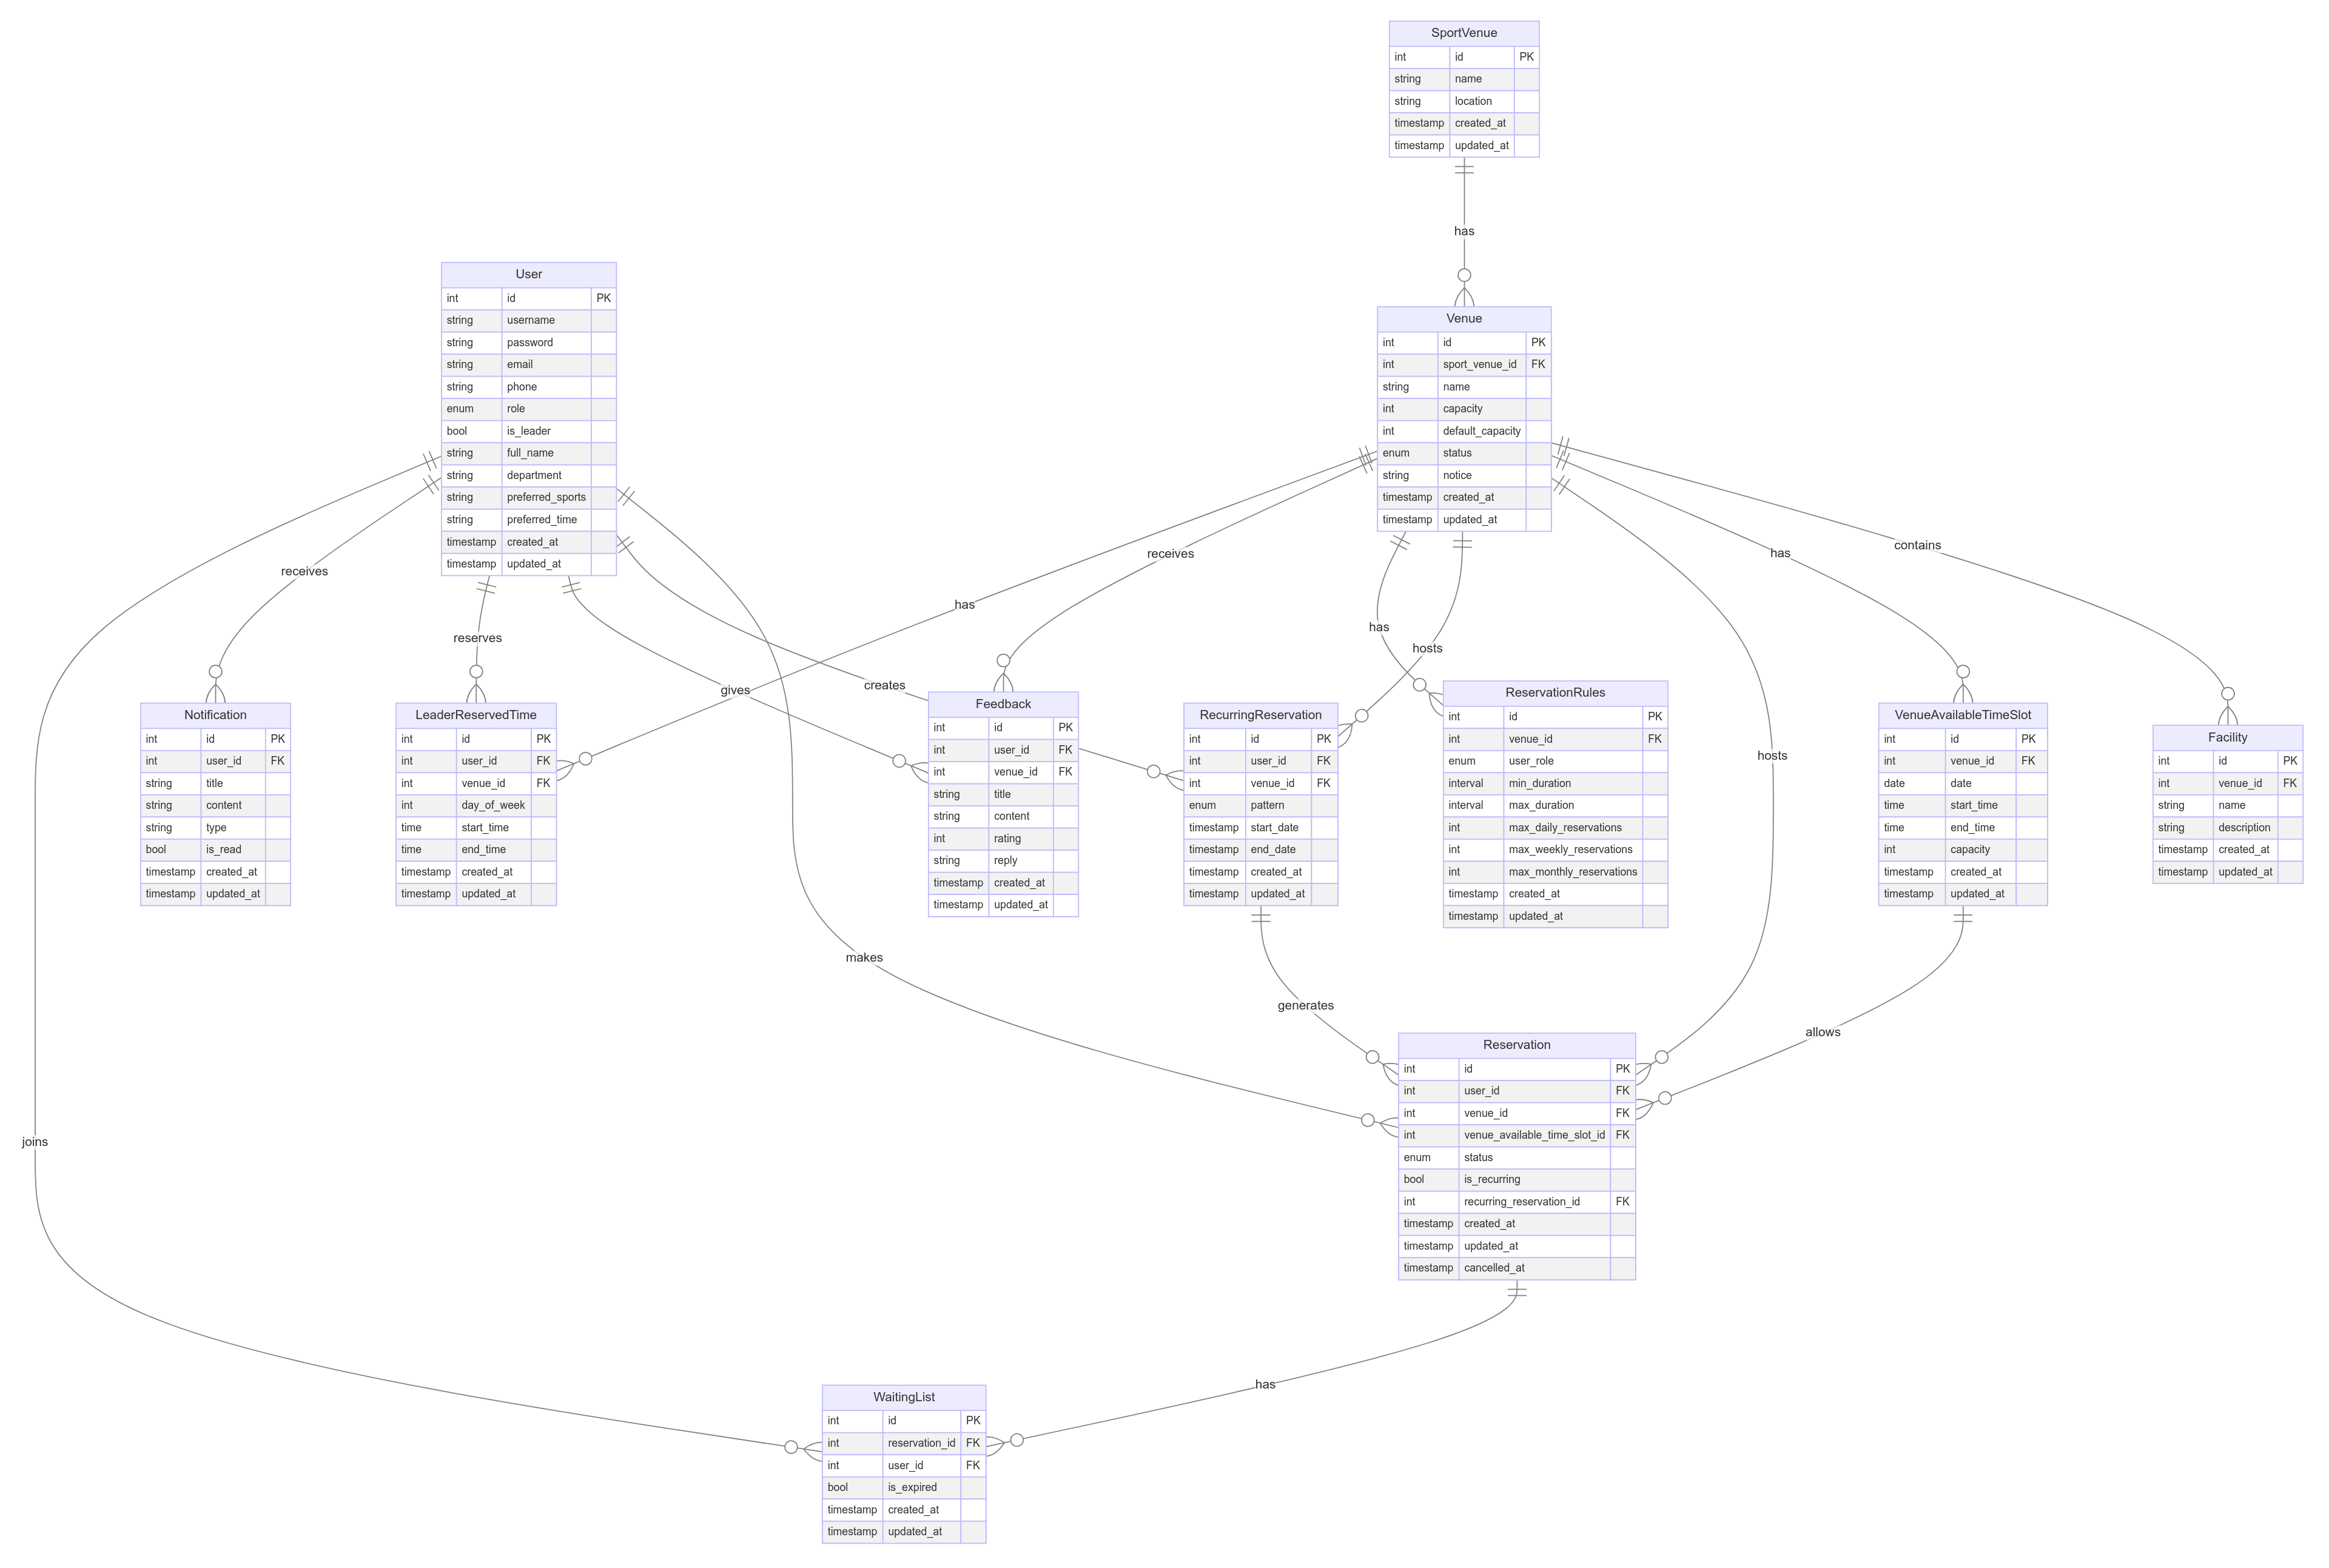 SportVenue
int id PK
string name
string location
timestamp created_at
timestamp updated_at
has
User
int id PK
string username
string password
string email
string phone
enum role
bool is_leader
string full_name
string department
string preferred_sports
string preferred_time
timestamp created_at
timestamp updated_at
Venue
int id PK
int sport_venue_id FK
string name
int capacity
int default_capacity
enum status
string notice
timestamp created_at
timestamp updated_at
receives
reserves
gives
creates
has
receives
has
hosts
hosts
has
contains
Notification
int id PK
int user_id FK
string title
string content
string type
bool is_read
timestamp created_at
timestamp updated_at
LeaderReservedTime
int id PK
int user_id FK
int venue_id FK
int day_of_week
time start_time
time end_time
timestamp created_at
timestamp updated_at
Feedback
int id PK
int user_id FK
int venue_id FK
string title
string content
int rating
string reply
timestamp created_at
timestamp updated_at
RecurringReservation
int id PK
int user_id FK
int venue_id FK
enum pattern
timestamp start_date
timestamp end_date
timestamp created_at
timestamp updated_at
ReservationRules
int id PK
int venue_id FK
enum user_role
interval min_duration
interval max_duration
int max_daily_reservations
int max_weekly_reservations
int max_monthly_reservations
timestamp created_at
timestamp updated_at
VenueAvailableTimeSlot
int id PK
int venue_id FK
date date
time start_time
time end_time
int capacity
timestamp created_at
timestamp updated_at
Facility
int id PK
int venue_id FK
string name
string description
timestamp created_at
timestamp updated_at
makes
generates
allows
joins
Reservation
int id PK
int user_id FK
int venue_id FK
int venue_available_time_slot_id FK
enum status
bool is_recurring
int recurring_reservation_id FK
timestamp created_at
timestamp updated_at
timestamp cancelled_at
has
WaitingList
int id PK
int reservation_id FK
int user_id FK
bool is_expired
timestamp created_at
timestamp updated_at